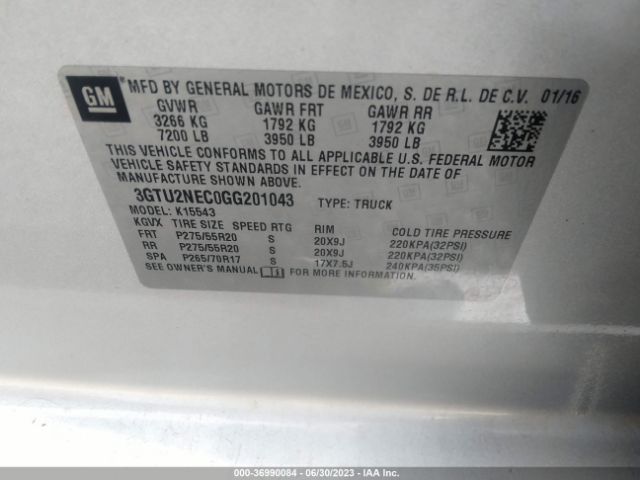 GM
MFD BY GENERAL MOTORS DE MEXICO, S. DE R.L. DE C.V. 01/16
GVWR GAWR FRT GAWR RR
3266 KG 1792 KG 1792 KG
7200 LB 3950 LB 3950 LB
THIS VEHICLE CONFORMS TO ALL APPLICABLE U.S. FEDERAL MOTOR
VEHICLE SAFETY STANDARDS IN EFFECT ON THE DATE OF
MANUFACTURE SHOWN ABOVE.
3GTU2NEC0GG201043 TYPE: TRUCK
MODEL: K15543
KGVX TIRE SIZE SPEED RTG RIM COLD TIRE PRESSURE
FRT P275/55R20 S 20X9J 220KPA(32PSI)
RR P275/55R20 S 20X9J 220KPA(32PSI)
SPA P265/70R17 S 17X7.5J 240KPA(35PSI)
SEE OWNER'S MANUAL FOR MORE INFORMATION.
000-36990084 - 06/30/2023 - IAA Inc.